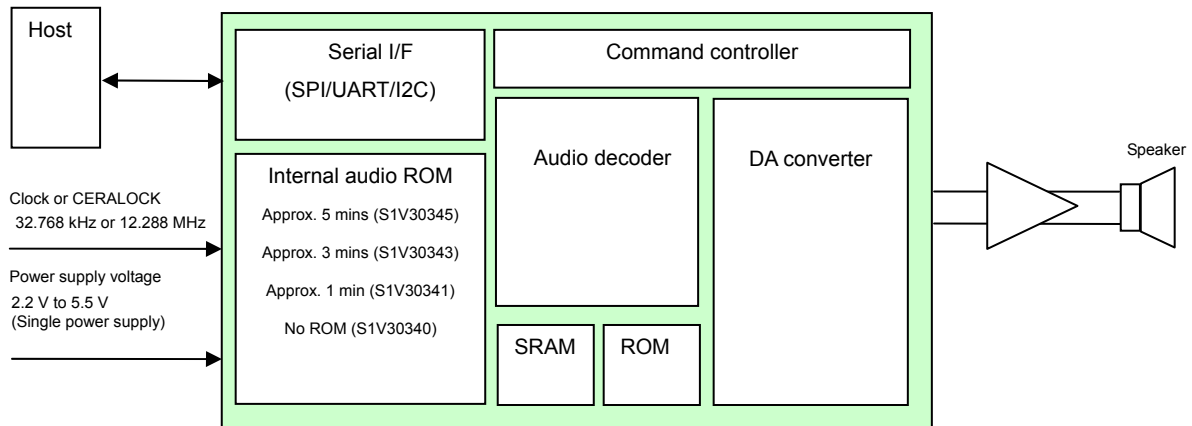 Host
Serial I/F
(SPI/UART/I2C)
Command controller
Internal audio ROM
Approx. 5 mins (S1V30345)
Approx. 3 mins (S1V30343)
Approx. 1 min (S1V30341)
No ROM (S1V30340)
Audio decoder
DA converter
SRAM
ROM
Speaker
Clock or CERALOCK
32.768 kHz or 12.288 MHz
Power supply voltage
2.2 V to 5.5 V
(Single power supply)